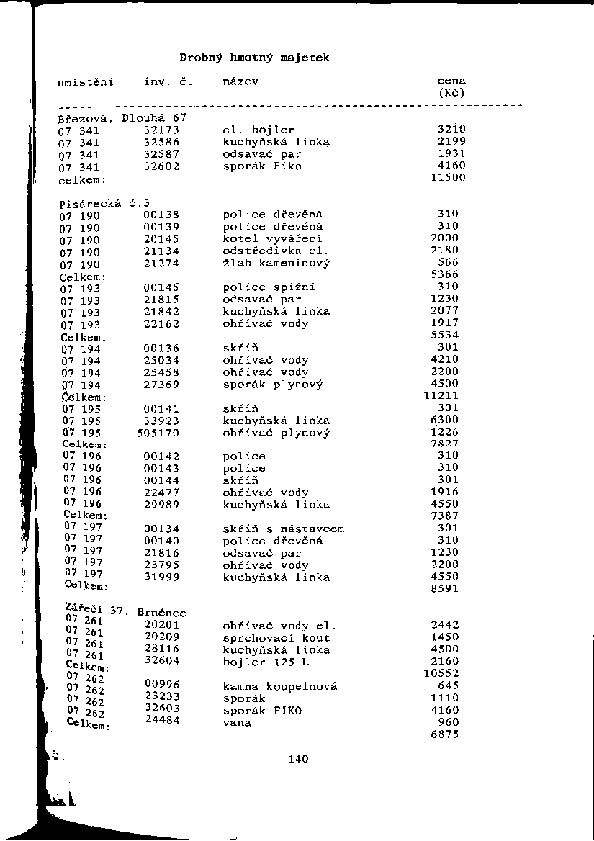 Drobný hmotný majetek
umístění inv. č. název cena
(Kč)
Březová, Dlouhá 67
07 341 32173 el. bojler 3210
07 341 32586 kuchyňská linka 2199
07 341 32587 odsavač par 1931
07 341 32602 sporák Fiko 4160
celkem: 11500
Písárecká č.5
07 190 00138 police dřevěná 310
07 190 00139 police dřevěná 310
07 190 20145 kotel vyvářecí 2000
07 190 21134 odstředivka el. 2180
07 190 21274 žlab kameninový 566
Celkem: 5366
07 193 00145 police spižní 310
07 193 21815 odsavač par 1230
07 193 21842 kuchyňská linka 2077
07 193 22162 ohřívač vody 1917
Celkem: 5534
07 194 00136 skříň 301
07 194 25034 ohřívač vody 4210
07 194 25458 ohřívač vody 2200
07 194 27369 sporák plynový 4500
Celkem: 11211
07 195 00141 skříň 301
07 195 33923 kuchyňská linka 6300
07 195 505170 ohřívač plynový 1226
Celkem: 7827
07 196 00142 police 310
07 196 00143 police 310
07 196 00144 skříň 301
07 196 22477 ohřívač vody 1916
07 196 29989 kuchyňská linka 4550
Celkem: 7387
07 197 00134 skříň s nástavcem 301
07 197 00140 police dřevěná 310
07 197 21816 odsavač par 1230
07 197 23795 ohřívač vody 2200
07 197 31999 kuchyňská linka 4550
Celkem: 8591
Zářečí 37, Brněnec
07 261 20201 ohřívač vody el. 2442
07 261 20209 sprchovací kout 1450
07 261 28116 kuchyňská linka 4500
07 261 32604 bojler 125 L 2160
Celkem: 10552
07 262 00996 kamna koupelnová 645
07 262 23233 sporák 1110
07 262 32603 sporák FIKO 4160
07 262 24484 vana 960
Celkem: 6875
140